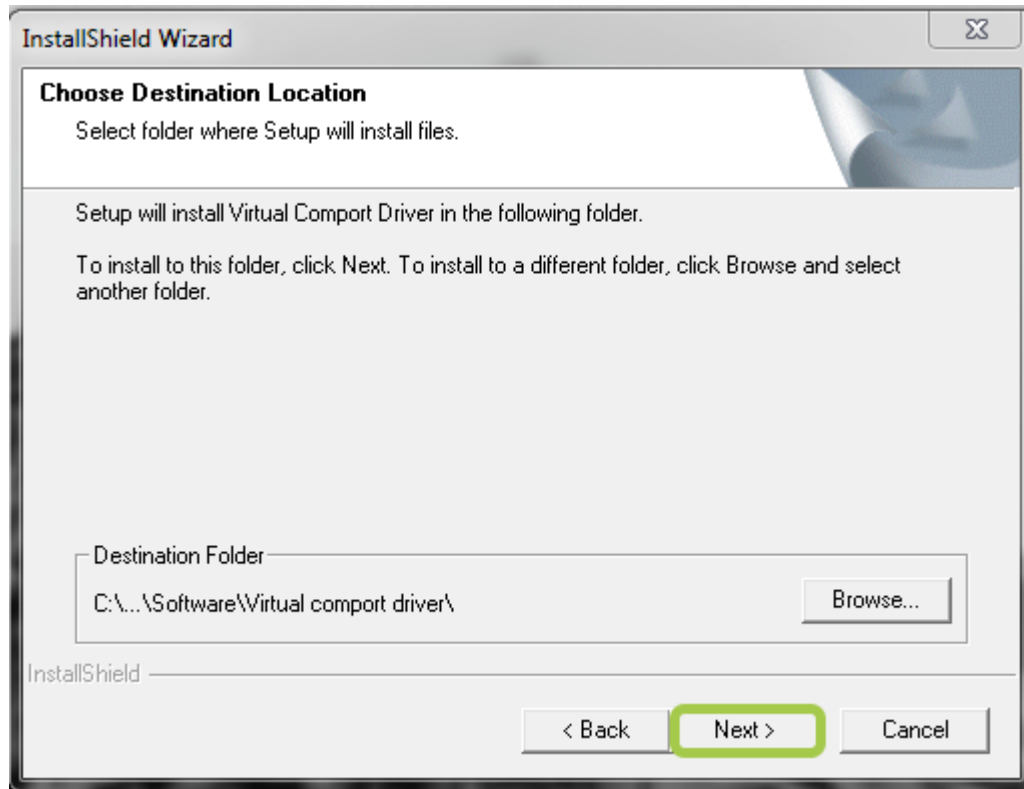 InstallShield Wizard
Choose Destination Location
Select folder where Setup will install files.
Setup will install Virtual Comport Driver in the following folder.
To install to this folder, click Next. To install to a different folder, click Browse and select
another folder.
Destination Folder
C:\...\Software\Virtual comport driver\
Browse...
InstallShield
< Back
Next >
Cancel